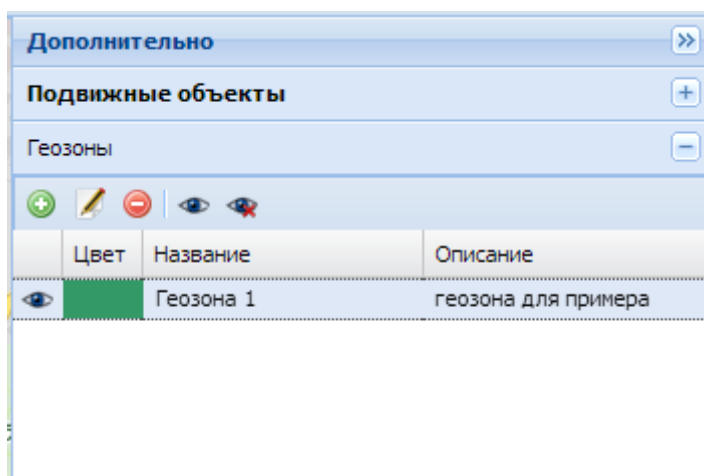 Дополнительно
Подвижные объекты
Геозоны
Цвет Название Описание
Геозона 1 геозона для примера